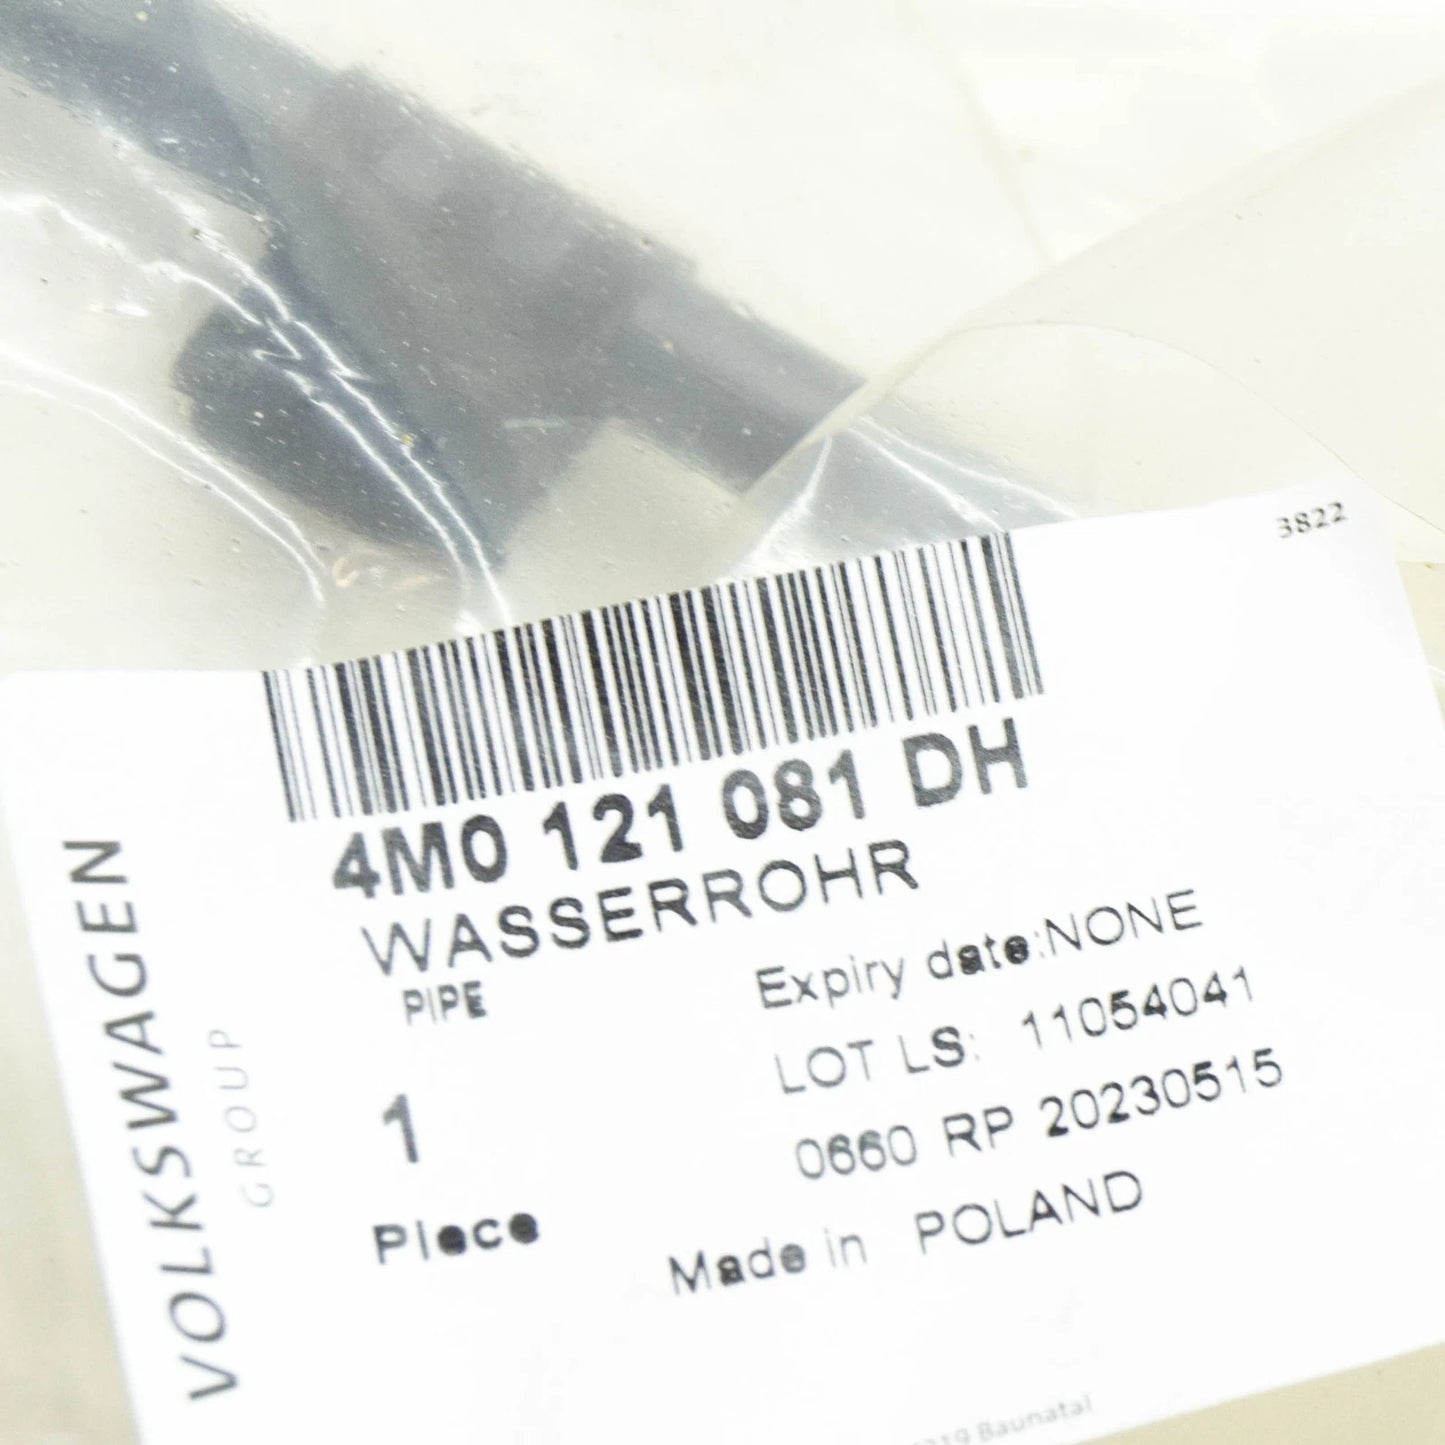 3822
4M0 121 081 DH
WASSERROHR
PIPE
Expiry date:NONE
LOT LS: 11054041
0660 RP 20230515
1
Piece
Made in POLAND
VOLKSWAGEN
GROUP
Baunatal